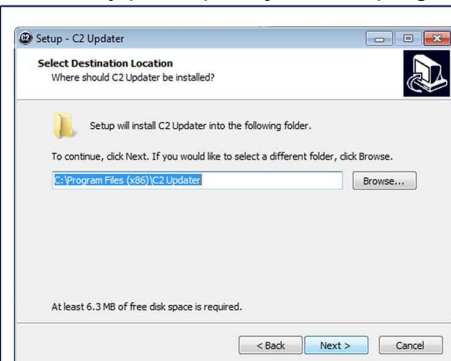 Setup - C2 Updater
Select Destination Location
Where should C2 Updater be installed?
Setup will install C2 Updater into the following folder.
To continue, click Next. If you would like to select a different folder, click Browse.
C:\Program Files (x86)\C2 Updater
Browse...
At least 6.3 MB of free disk space is required.
< Back Next > Cancel